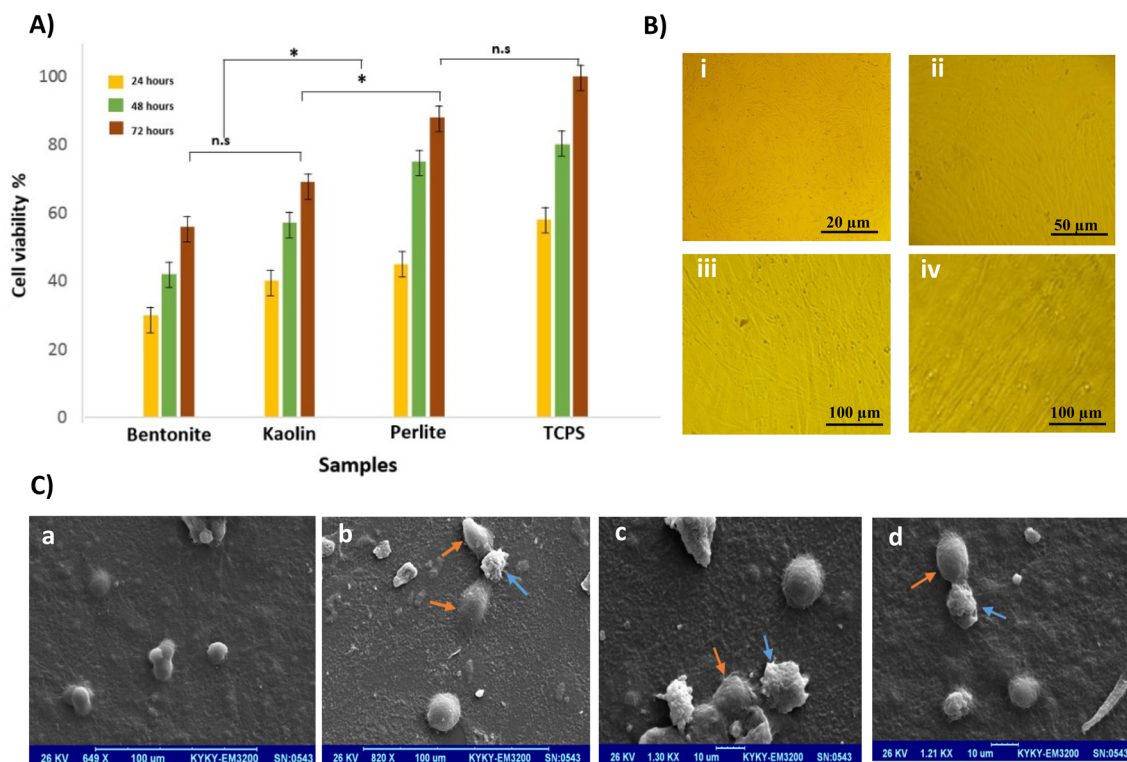 A)
B)
n.s
*
*
n.s
100
80
60
40
20
0
Cell viability %
24 hours
48 hours
72 hours
Bentonite
Kaolin
Perlite
TCPS
Samples
i
20 µm
ii
50 µm
iii
100 µm
iv
100 µm
C)
a
26 KV 649 X 100 um KYKY-EM3200 SN:0543
b
26 KV 820 X 100 um KYKY-EM3200 SN:0543
c
26 KV 1.30 KX 10 um KYKY-EM3200 SN:0543
d
26 KV 1.21 KX 10 um KYKY-EM3200 SN:0543